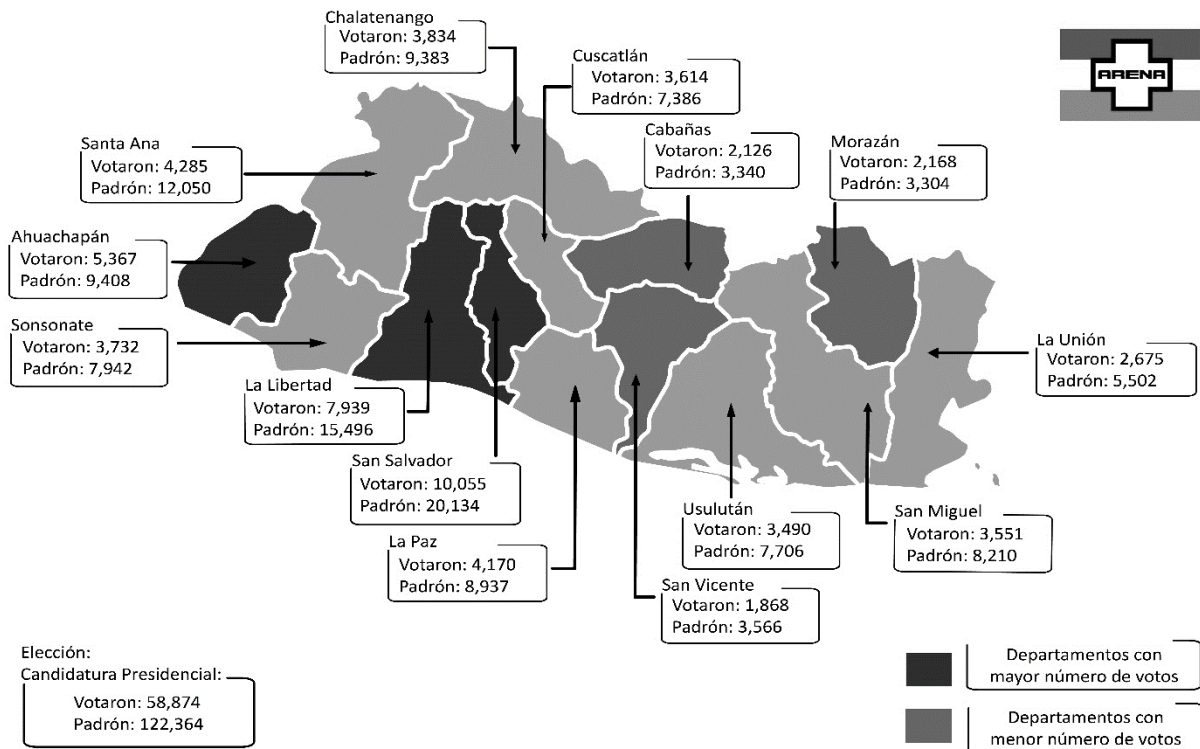 Chalatenango
Votaron: 3,834
Padrón: 9,383
Cuscatlán
Votaron: 3,614
Padrón: 7,386
ARENA
Santa Ana
Votaron: 4,285
Padrón: 12,050
Cabañas
Votaron: 2,126
Padrón: 3,340
Morazán
Votaron: 2,168
Padrón: 3,304
Ahuachapán
Votaron: 5,367
Padrón: 9,408
Sonsonate
Votaron: 3,732
Padrón: 7,942
La Unión
Votaron: 2,675
Padrón: 5,502
La Libertad
Votaron: 7,939
Padrón: 15,496
San Salvador
Votaron: 10,055
Padrón: 20,134
La Paz
Votaron: 4,170
Padrón: 8,937
Usulután
Votaron: 3,490
Padrón: 7,706
San Miguel
Votaron: 3,551
Padrón: 8,210
San Vicente
Votaron: 1,868
Padrón: 3,566
Elección:
Candidatura Presidencial:
Votaron: 58,874
Padrón: 122,364
Departamentos con
mayor número de votos
Departamentos con
menor número de votos